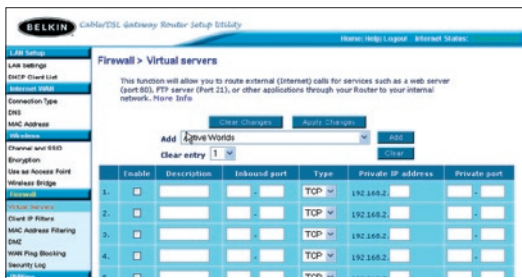 BELKIN Cable/DSL Gateway Router Setup Utility
Home| Help| Logout Internet Status:
LAN Setup
LAN Settings
DHCP Client List
Internet WAN
Connection Type
DNS
MAC Address
Wireless
Channel and SSID
Encryption
Use as Access Point
Wireless Bridge
Firewall
Virtual Servers
Client IP Filters
MAC Address Filtering
DMZ
WAN Ping Blocking
Security Log
Utilities
Firewall > Virtual servers
This function will allow you to route external (Internet) calls for services such as a web server
(port 80), FTP server (Port 21), or other applications through your Router to your internal
network. More Info
Clear Changes Apply Changes
Add Active Worlds Add
Clear entry 1 Clear
Enable Description Inbound port Type Private IP address Private port
1. - TCP 192.168.2. -
2. - TCP 192.168.2. -
3. - TCP 192.168.2. -
4. - TCP 192.168.2. -